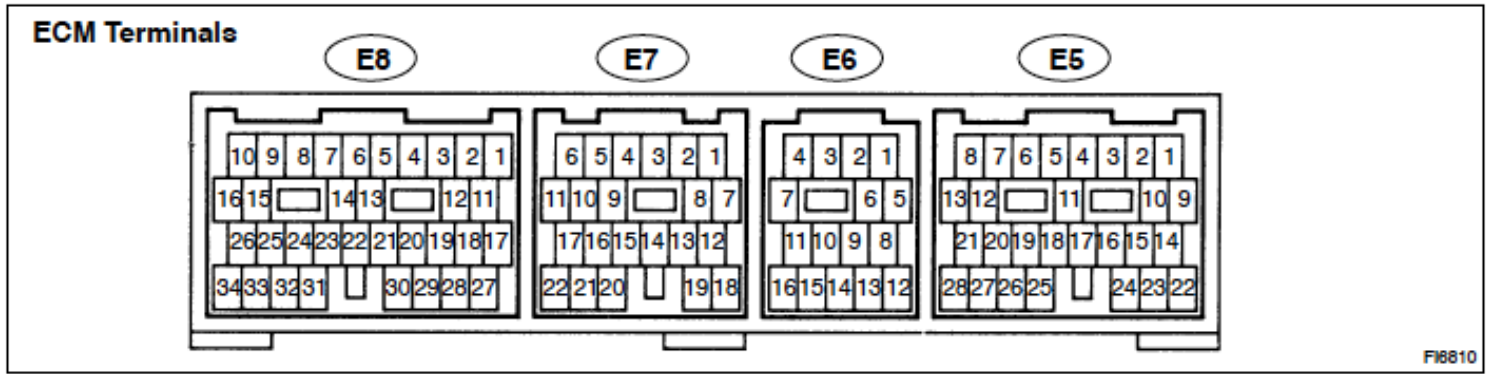 ECM Terminals
E8 E7 E6 E5
10 9 8 7 6 5 4 3 2 1 6 5 4 3 2 1 4 3 2 1 8 7 6 5 4 3 2 1
16 15 14 13 12 11 11 10 9 8 7 7 6 5 13 12 11 10 9
26 25 24 23 22 21 20 19 18 17 17 16 15 14 13 12 11 10 9 8 21 20 19 18 17 16 15 14
34 33 32 31 30 29 28 27 22 21 20 19 18 16 15 14 13 12 28 27 26 25 24 23 22
FI6810